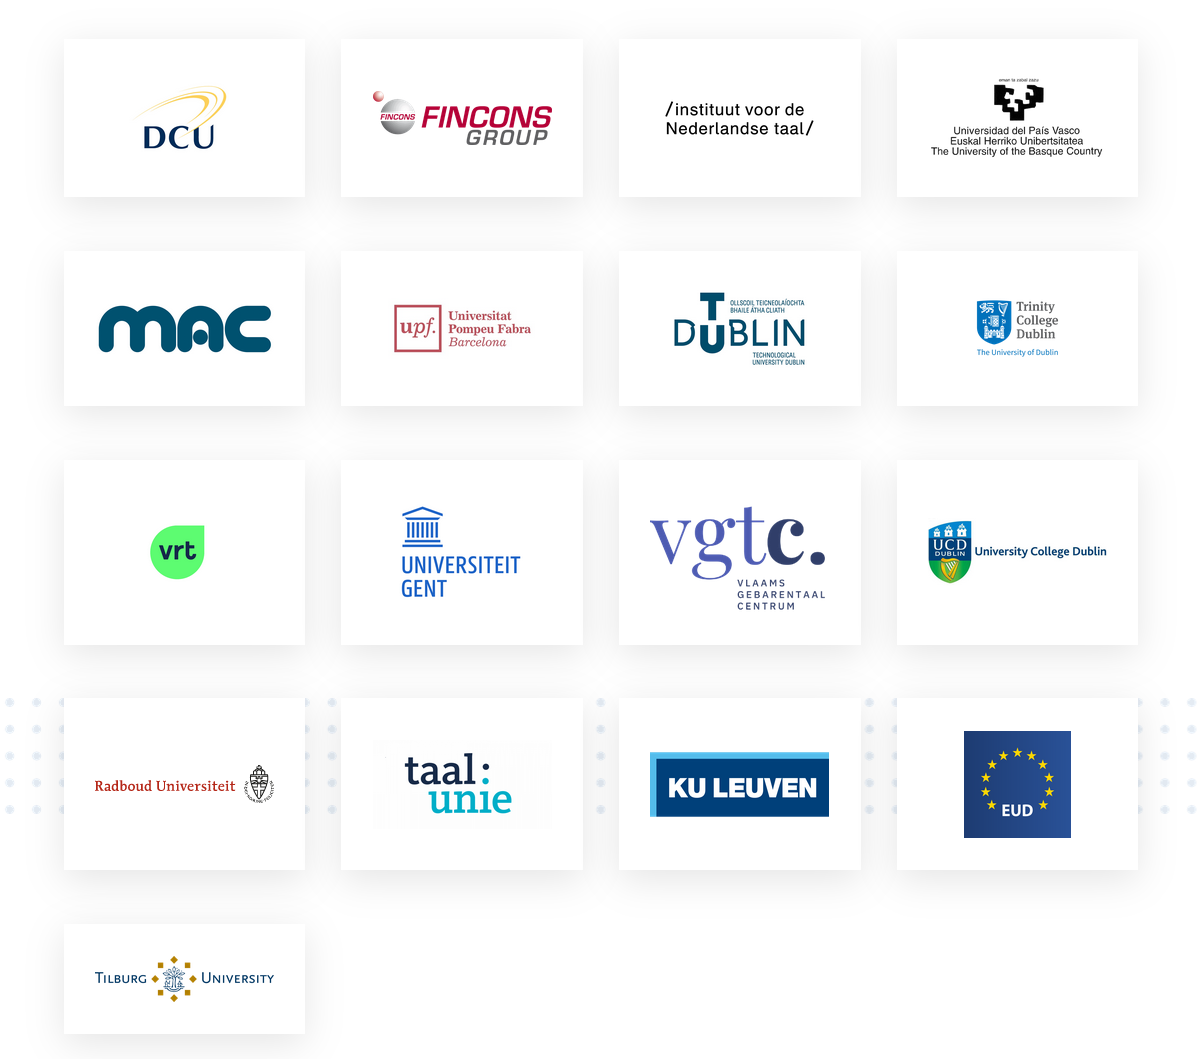 DCU
FINCONS
FINCONS
GROUP
/instituut voor de
Nederlandse taal/
eman ta zabal zazu
Universidad del País Vasco
Euskal Herriko Unibertsitatea
The University of the Basque Country
mac
upf.
Universitat
Pompeu Fabra
Barcelona
OLLSCOIL TEICNEOLAÍOCHTA
BHAILE ÁTHA CLIATH
T
DUBLIN
TECHNOLOGICAL
UNIVERSITY DUBLIN
Trinity
College
Dublin
The University of Dublin
vrt
UNIVERSITEIT
GENT
vgtc.
VLAAMS
GEBARENTAAL
CENTRUM
UCD
DUBLIN
University College Dublin
Radboud Universiteit
taal:
unie
KU LEUVEN
EUD
TILBURG UNIVERSITY